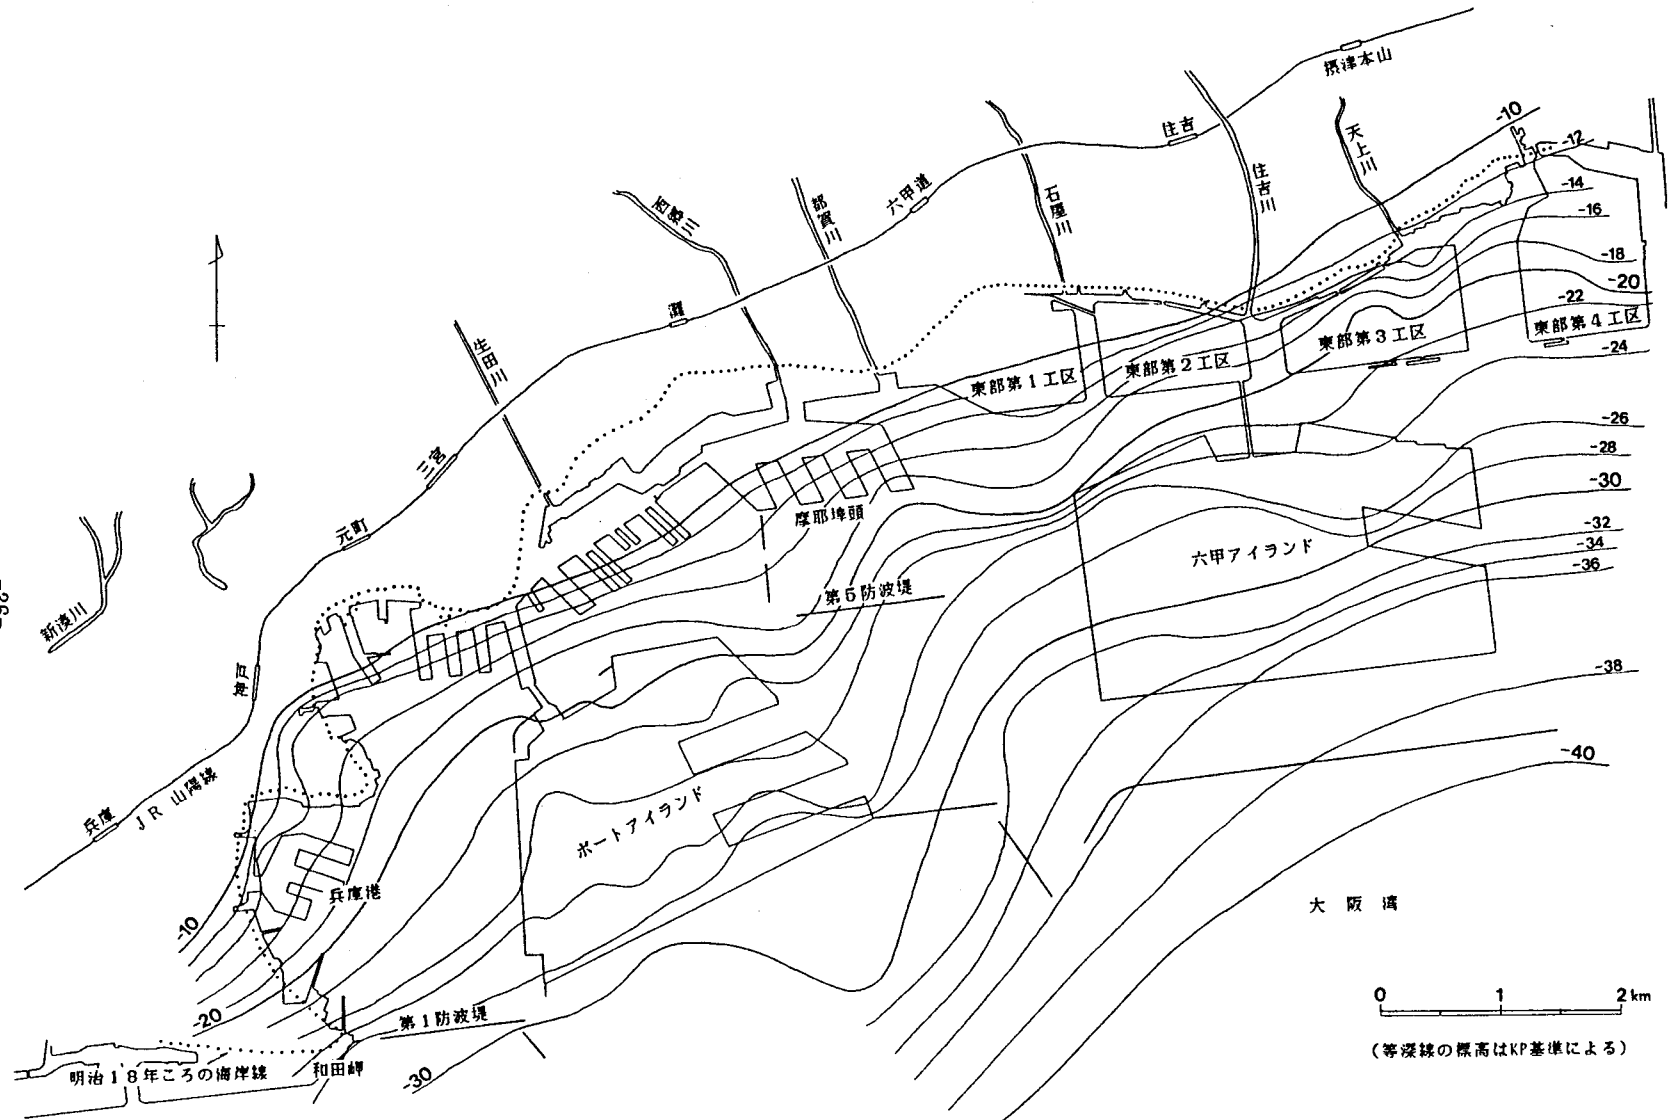 摂津本山
住吉
天上川
住吉川
石屋川
六甲道
都賀川
西郷川
灘
生田川
三宮
元町
新湊川
神戸
兵庫
JR山陽線
-10
-12
-14
-16
-18
-20
-22
-24
-26
-28
-30
-32
-34
-36
-38
-40
東部第4工区
東部第3工区
東部第2工区
東部第1工区
摩耶埠頭
第5防波堤
六甲アイランド
ポートアイランド
兵庫港
大阪湾
-10
-20
-30
第1防波堤
和田岬
明治18年ころの海岸線
0 1 2 km
(等深線の標高はKP基準による)